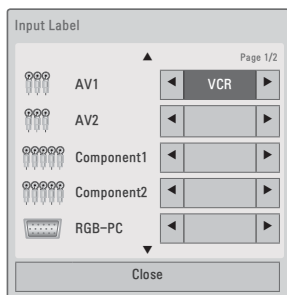 Input Label
Page 1/2
AV1 VCR
AV2
Component1
Component2
RGB-PC
Close